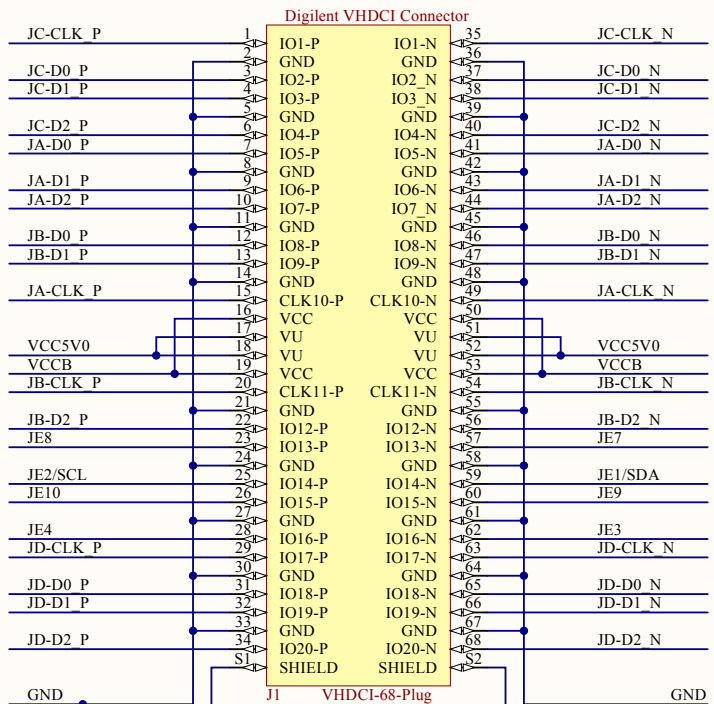 Digilent VHDCI Connector
JC-CLK_P 1 IO1-P IO1-N 35 JC-CLK_N
2 GND GND 36
JC-D0_P 3 IO2-P IO2_N 37 JC-D0_N
JC-D1_P 4 IO3-P IO3_N 38 JC-D1_N
5 GND GND 39
JC-D2_P 6 IO4-P IO4-N 40 JC-D2_N
JA-D0_P 7 IO5-P IO5-N 41 JA-D0_N
8 GND GND 42
JA-D1_P 9 IO6-P IO6-N 43 JA-D1_N
JA-D2_P 10 IO7-P IO7_N 44 JA-D2_N
11 GND GND 45
JB-D0_P 12 IO8-P IO8-N 46 JB-D0_N
JB-D1_P 13 IO9-P IO9-N 47 JB-D1_N
14 GND GND 48
JA-CLK_P 15 CLK10-P CLK10-N 49 JA-CLK_N
16 VCC VCC 50
17 VU VU 51
VCC5V0 18 VU VU 52 VCC5V0
VCCB 19 VCC VCC 53 VCCB
JB-CLK_P 20 CLK11-P CLK11-N 54 JB-CLK_N
21 GND GND 55
JB-D2_P 22 IO12-P IO12-N 56 JB-D2_N
JE8 23 IO13-P IO13-N 57 JE7
24 GND GND 58
JE2/SCL 25 IO14-P IO14-N 59 JE1/SDA
JE10 26 IO15-P IO15-N 60 JE9
27 GND GND 61
JE4 28 IO16-P IO16-N 62 JE3
JD-CLK_P 29 IO17-P IO17-N 63 JD-CLK_N
30 GND GND 64
JD-D0_P 31 IO18-P IO18-N 65 JD-D0_N
JD-D1_P 32 IO19-P IO19-N 66 JD-D1_N
33 GND GND 67
JD-D2_P 34 IO20-P IO20-N 68 JD-D2_N
S1 SHIELD SHIELD S2
GND J1 VHDCI-68-Plug GND